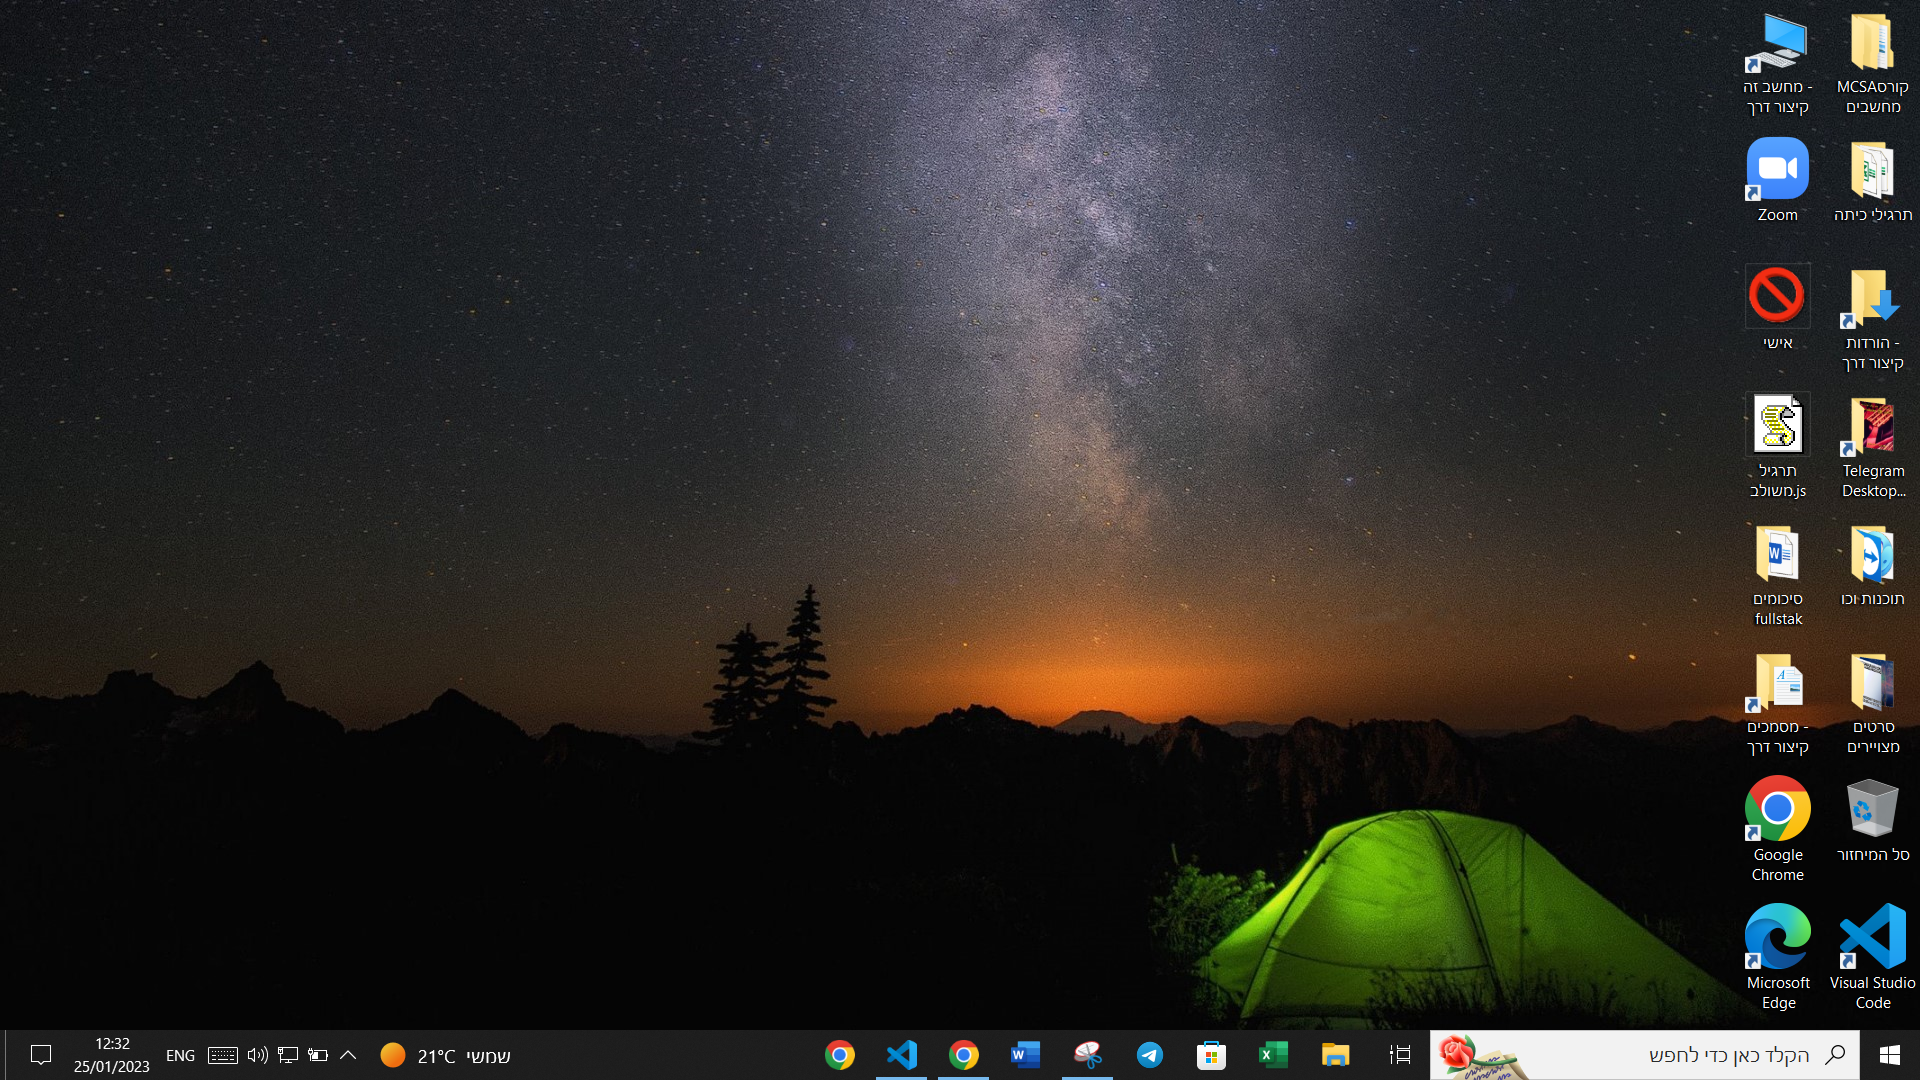 קורסMCSA
מחשבים
מחשב זה -
קיצור דרך
תרגילי כיתה
Zoom
הורדות -
קיצור דרך
אישי
Telegram
Desktop...
תרגיל
משולב.js
תוכנות וכו
סיכומים
fullstak
סרטים
מצויירים
מסמכים -
קיצור דרך
סל המיחזור
Google
Chrome
Visual Studio
Code
Microsoft
Edge
הקלד כאן כדי לחפש
21°C שמשי
ENG
12:32
25/01/2023